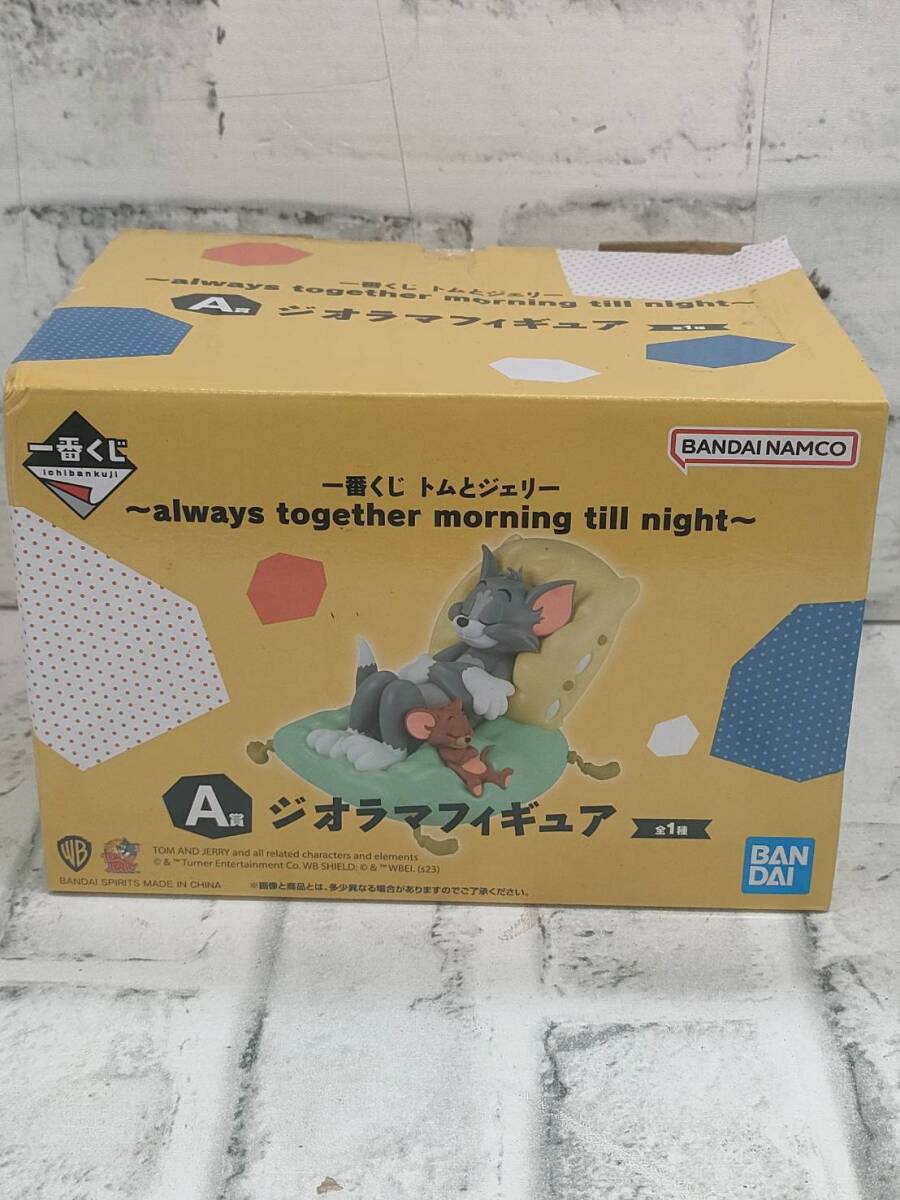 一番くじ トムとジェリー
～always together morning till night～
A賞 ジオラマフィギュア 全1種
一番くじ
ichibankuji
BANDAI NAMCO
一番くじ トムとジェリー
～always together morning till night～
A賞 ジオラマフィギュア 全1種
WB
TOM AND JERRY and all related characters and elements
© & ™ Turner Entertainment Co. WB SHIELD: © & ™ WBEI. (s23)
BANDAI SPIRITS MADE IN CHINA
※画像と商品とは、多少異なる場合がありますのでご了承ください。
BAN
DAI